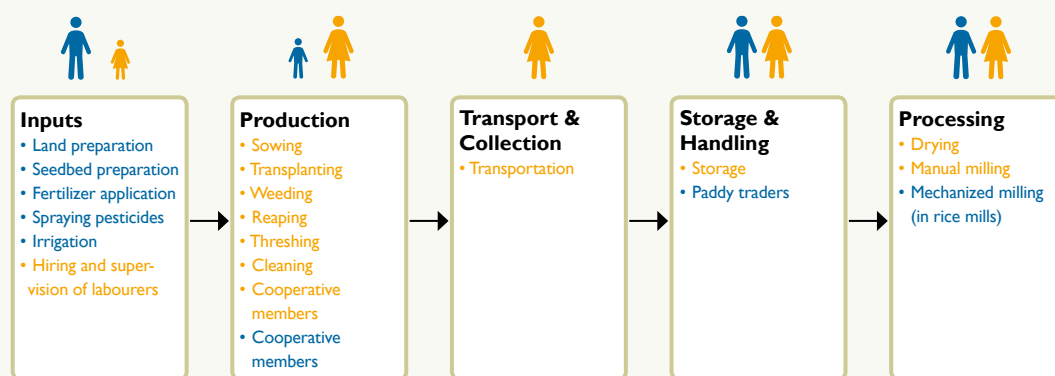 Inputs
• Land preparation
• Seedbed preparation
• Fertilizer application
• Spraying pesticides
• Irrigation
• Hiring and super-
vision of labourers
Production
• Sowing
• Transplanting
• Weeding
• Reaping
• Threshing
• Cleaning
• Cooperative
members
• Cooperative
members
Transport &
Collection
• Transportation
Storage &
Handling
• Storage
• Paddy traders
Processing
• Drying
• Manual milling
• Mechanized milling
(in rice mills)